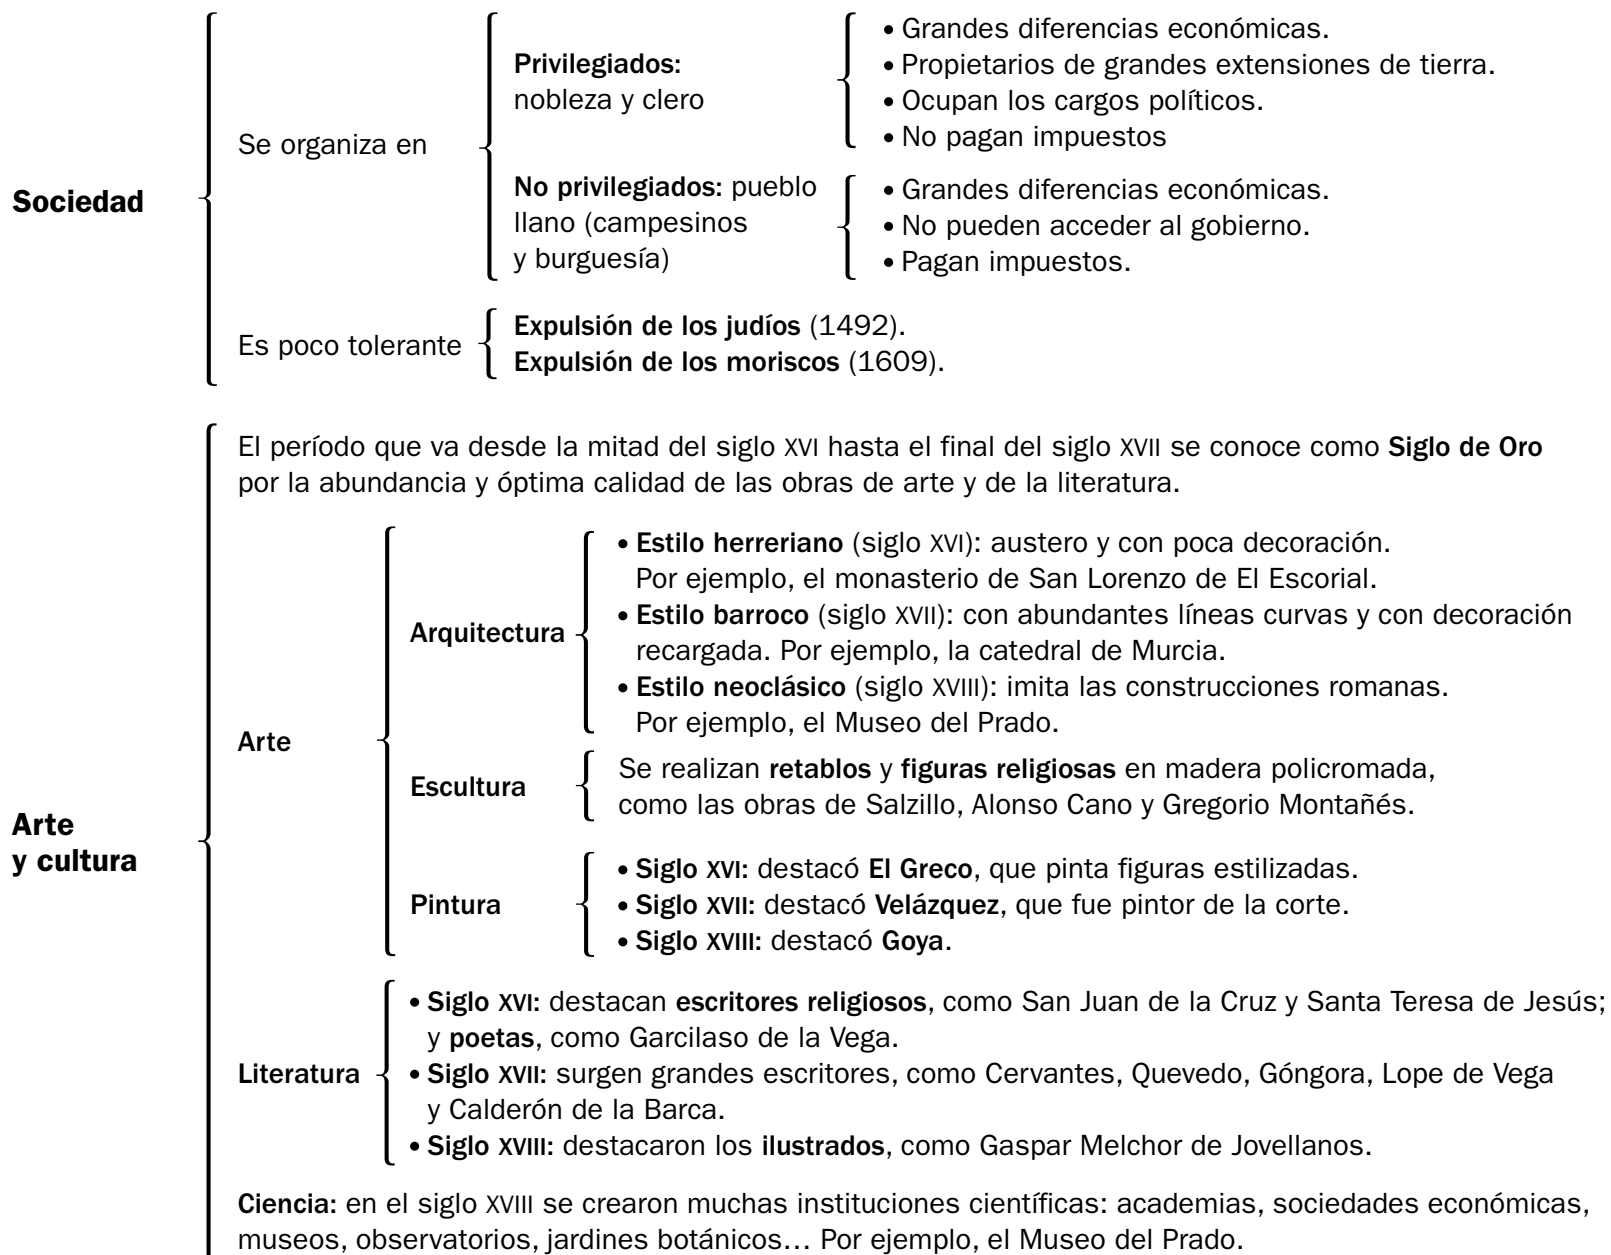 Sociedad
Se organiza en
Privilegiados:
nobleza y clero
• Grandes diferencias económicas.
• Propietarios de grandes extensiones de tierra.
• Ocupan los cargos políticos.
• No pagan impuestos
No privilegiados: pueblo
llano (campesinos
y burguesía)
• Grandes diferencias económicas.
• No pueden acceder al gobierno.
• Pagan impuestos.
Es poco tolerante
Expulsión de los judíos (1492).
Expulsión de los moriscos (1609).
Arte
y cultura
El período que va desde la mitad del siglo XVI hasta el final del siglo XVII se conoce como Siglo de Oro
por la abundancia y óptima calidad de las obras de arte y de la literatura.
Arte
Arquitectura
• Estilo herreriano (siglo XVI): austero y con poca decoración.
Por ejemplo, el monasterio de San Lorenzo de El Escorial.
• Estilo barroco (siglo XVII): con abundantes líneas curvas y con decoración
recargada. Por ejemplo, la catedral de Murcia.
• Estilo neoclásico (siglo XVIII): imita las construcciones romanas.
Por ejemplo, el Museo del Prado.
Escultura
Se realizan retablos y figuras religiosas en madera policromada,
como las obras de Salzillo, Alonso Cano y Gregorio Montañés.
Pintura
• Siglo XVI: destacó El Greco, que pinta figuras estilizadas.
• Siglo XVII: destacó Velázquez, que fue pintor de la corte.
• Siglo XVIII: destacó Goya.
Literatura
• Siglo XVI: destacan escritores religiosos, como San Juan de la Cruz y Santa Teresa de Jesús;
y poetas, como Garcilaso de la Vega.
• Siglo XVII: surgen grandes escritores, como Cervantes, Quevedo, Góngora, Lope de Vega
y Calderón de la Barca.
• Siglo XVIII: destacaron los ilustrados, como Gaspar Melchor de Jovellanos.
Ciencia: en el siglo XVIII se crearon muchas instituciones científicas: academias, sociedades económicas,
museos, observatorios, jardines botánicos… Por ejemplo, el Museo del Prado.